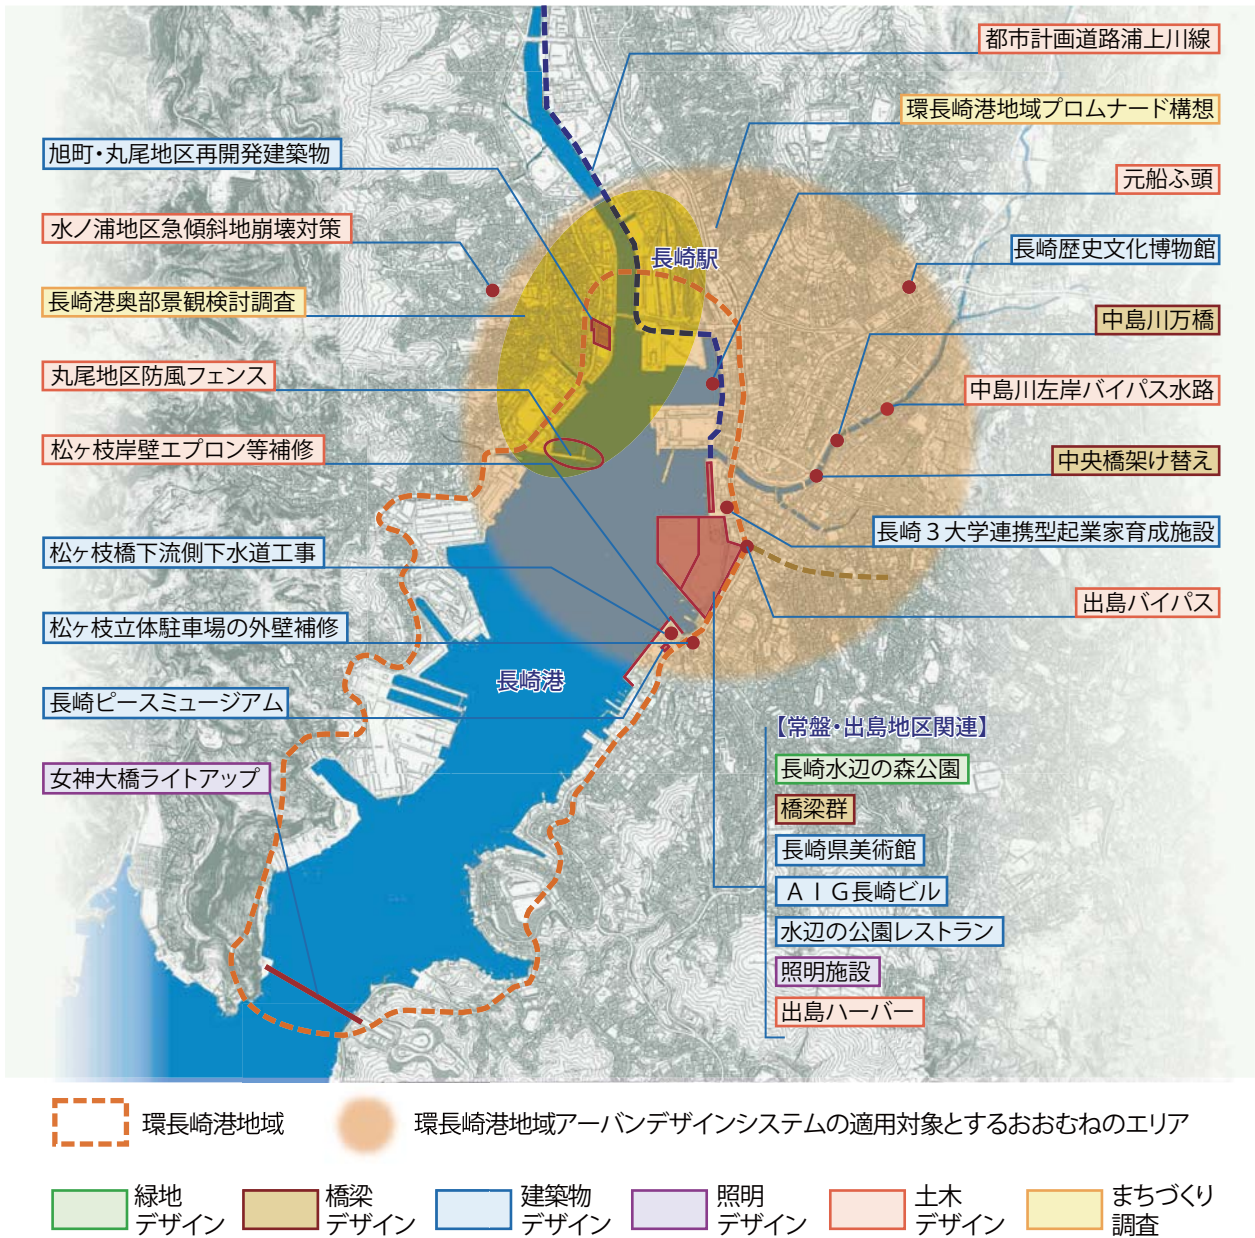 都市計画道路浦上川線
環長崎港地域プロムナード構想
旭町・丸尾地区再開発建築物
元船ふ頭
水ノ浦地区急傾斜地崩壊対策
長崎歴史文化博物館
長崎駅
長崎港奥部景観検討調査
中島川万橋
丸尾地区防風フェンス
中島川左岸バイパス水路
松ヶ枝岸壁エプロン等補修
中央橋架け替え
長崎３大学連携型起業家育成施設
松ヶ枝橋下流側下水道工事
出島バイパス
松ヶ枝立体駐車場の外壁補修
長崎港
長崎ピースミュージアム
【常盤・出島地区関連】
女神大橋ライトアップ
長崎水辺の森公園
橋梁群
長崎県美術館
ＡＩＧ長崎ビル
水辺の公園レストラン
照明施設
出島ハーバー
環長崎港地域
環長崎港地域アーバンデザインシステムの適用対象とするおおむねのエリア
緑地
デザイン
橋梁
デザイン
建築物
デザイン
照明
デザイン
土木
デザイン
まちづくり
調査